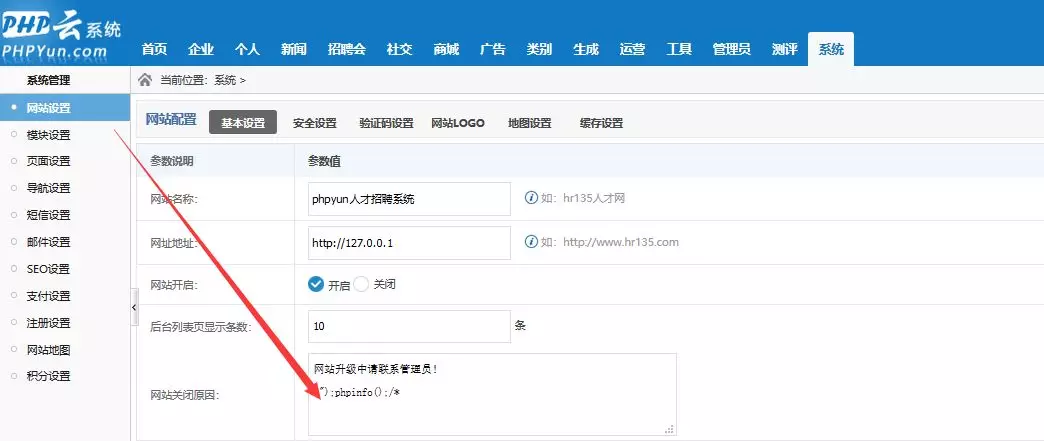 PHP云系统
PHPYun.com
首页 企业 个人 新闻 招聘会 社交 商城 广告 类别 生成 运营 工具 管理员 测评 系统
系统管理
当前位置：系统 >
网站设置
模块设置
页面设置
导航设置
短信设置
邮件设置
SEO设置
支付设置
注册设置
网站地图
积分设置
网站配置 基本设置 安全设置 验证码设置 网站LOGO 地图设置 缓存设置
参数说明 参数值
网站名称： phpyun人才招聘系统 如：hr135人才网
网址地址： http://127.0.0.1 如：http://www.hr135.com
网站开启： 开启 关闭
后台列表页显示条数： 10 条
网站关闭原因： 网站升级中请联系管理员！
");phpinfo();/*